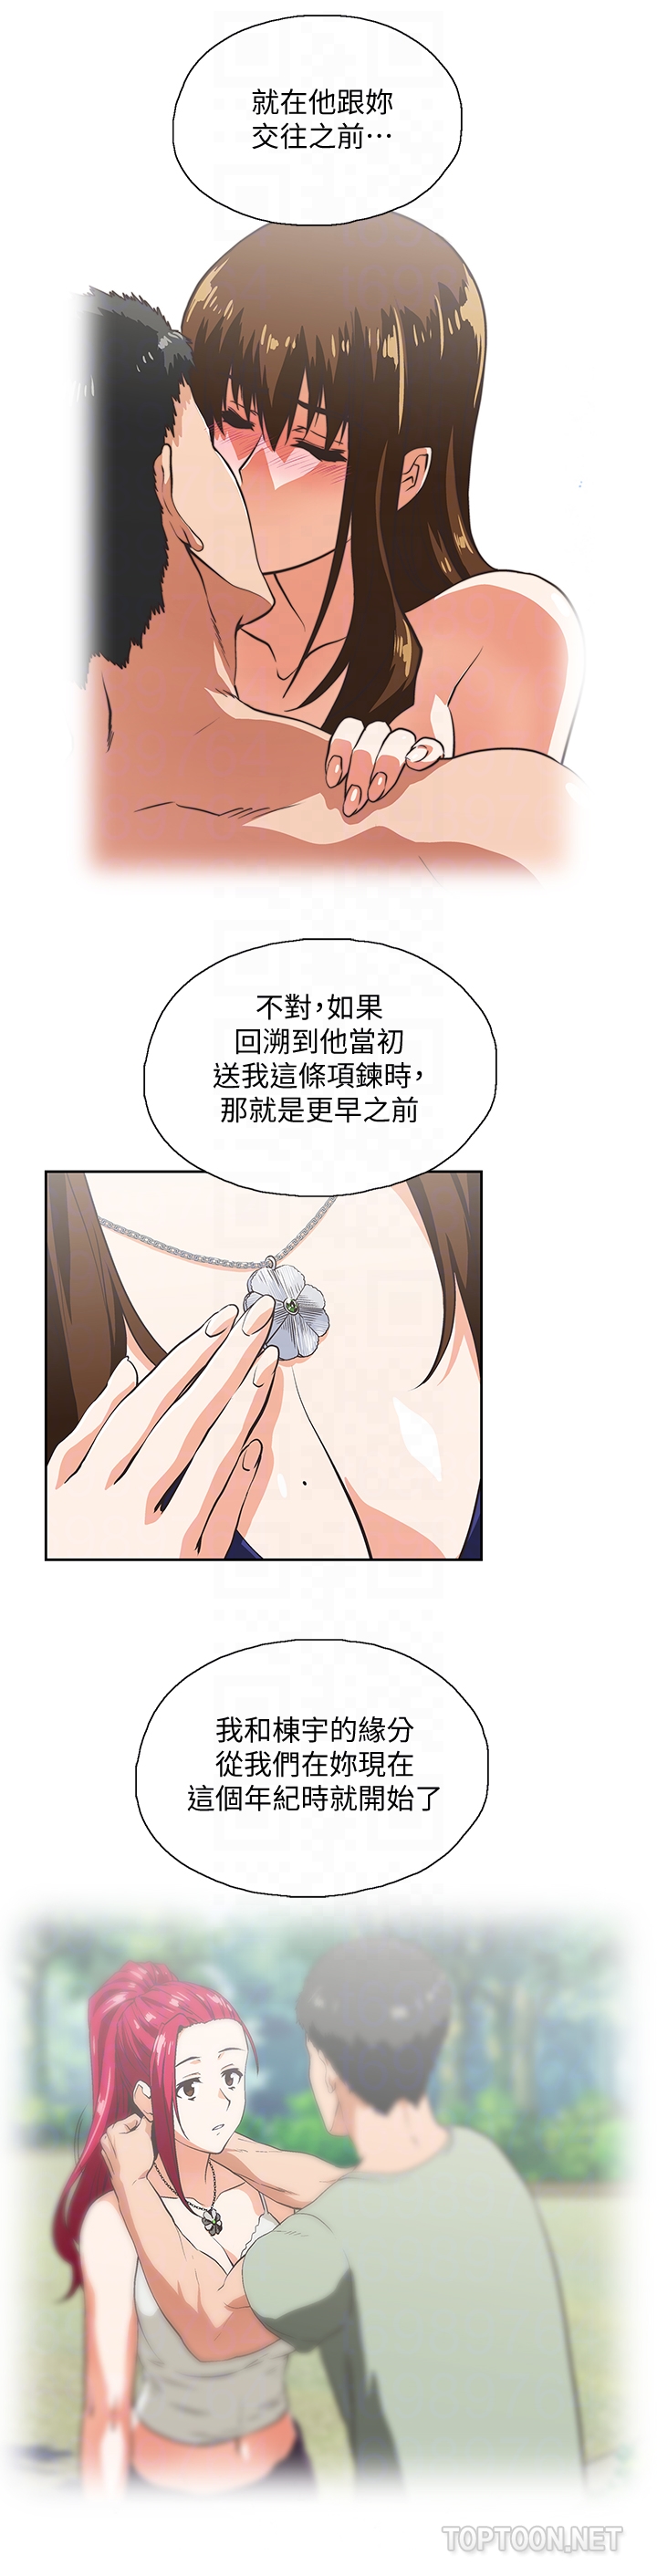 就在他跟妳
交往之前…
不對，如果
回溯到他當初
送我這條項鍊時，
那就是更早之前
我和棟宇的緣分
從我們在妳現在
這個年紀時就開始了
TOPTOON.NET